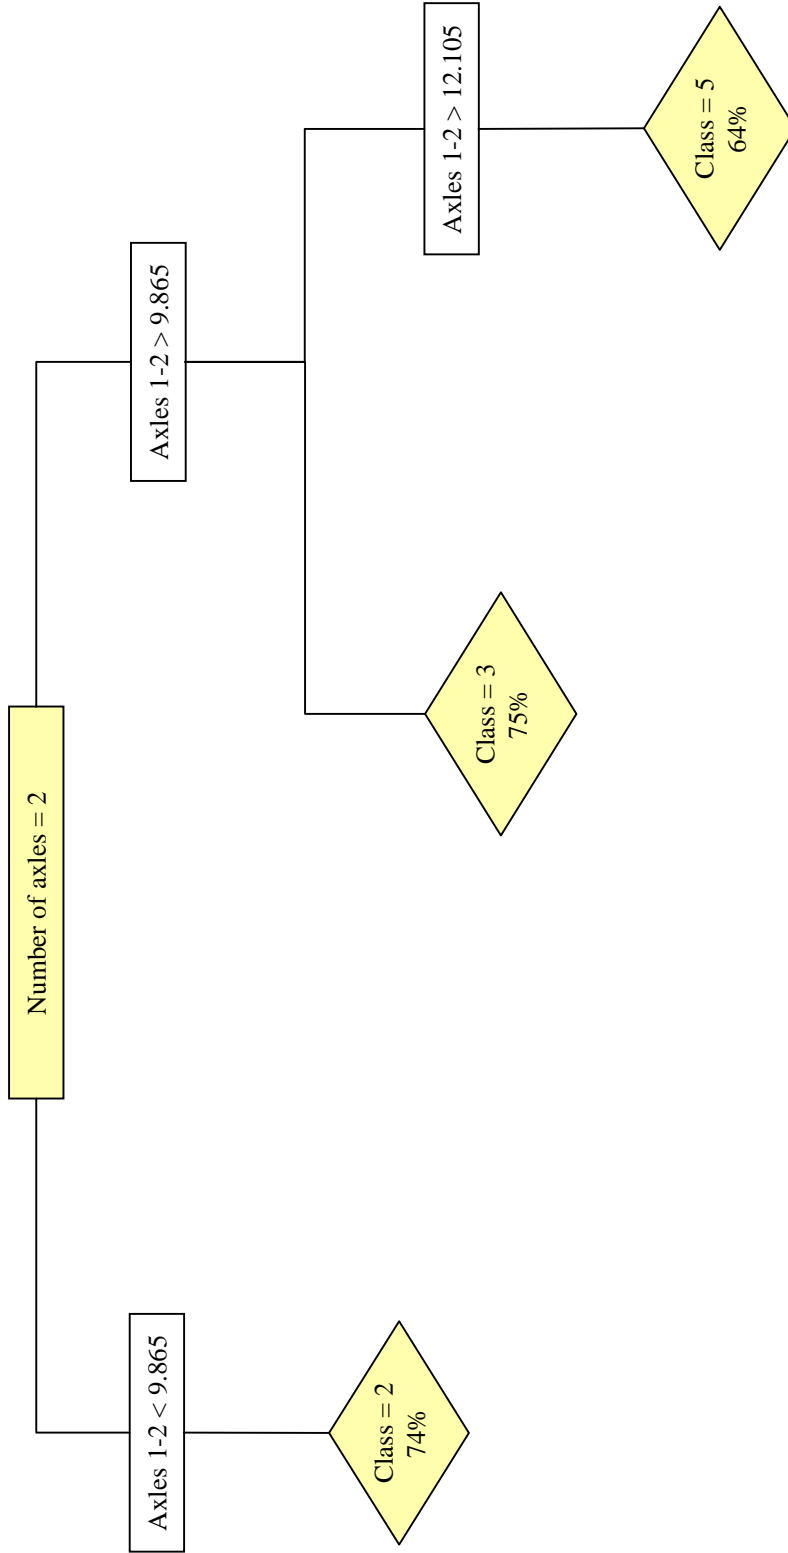 Number of axles = 2
Axles 1-2 < 9.865
Axles 1-2 > 9.865
Class = 2
74%
Class = 3
75%
Axles 1-2 > 12.105
Class = 5
64%